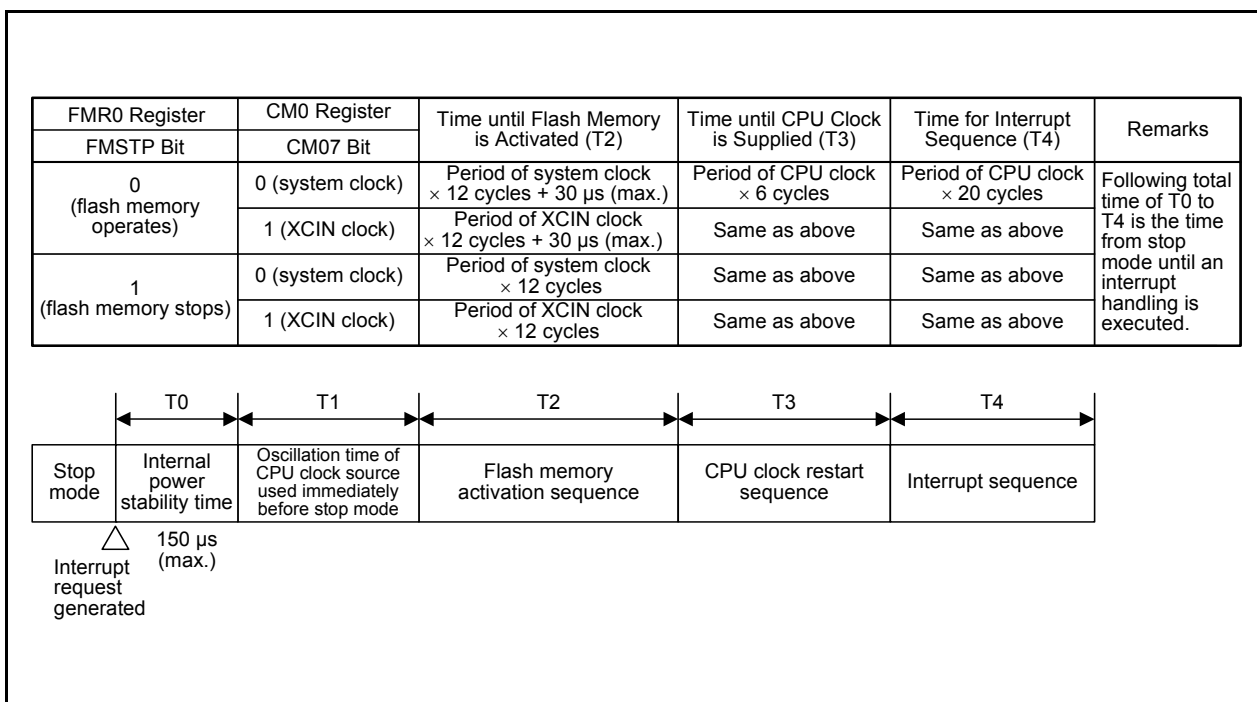 FMR0 Register
CM0 Register
Time until Flash Memory
is Activated (T2)
Time until CPU Clock
is Supplied (T3)
Time for Interrupt
Sequence (T4)
Remarks
FMSTP Bit
CM07 Bit
0
(flash memory
operates)
0 (system clock)
Period of system clock
× 12 cycles + 30 µs (max.)
Period of CPU clock
× 6 cycles
Period of CPU clock
× 20 cycles
Following total
time of T0 to
T4 is the time
from stop
mode until an
interrupt
handling is
executed.
1 (XCIN clock)
Period of XCIN clock
× 12 cycles + 30 µs (max.)
Same as above
Same as above
1
(flash memory stops)
0 (system clock)
Period of system clock
× 12 cycles
Same as above
Same as above
1 (XCIN clock)
Period of XCIN clock
× 12 cycles
Same as above
Same as above
T0
T1
T2
T3
T4
Stop
mode
Internal
power
stability time
Oscillation time of
CPU clock source
used immediately
before stop mode
Flash memory
activation sequence
CPU clock restart
sequence
Interrupt sequence
150 µs
(max.)
Interrupt
request
generated